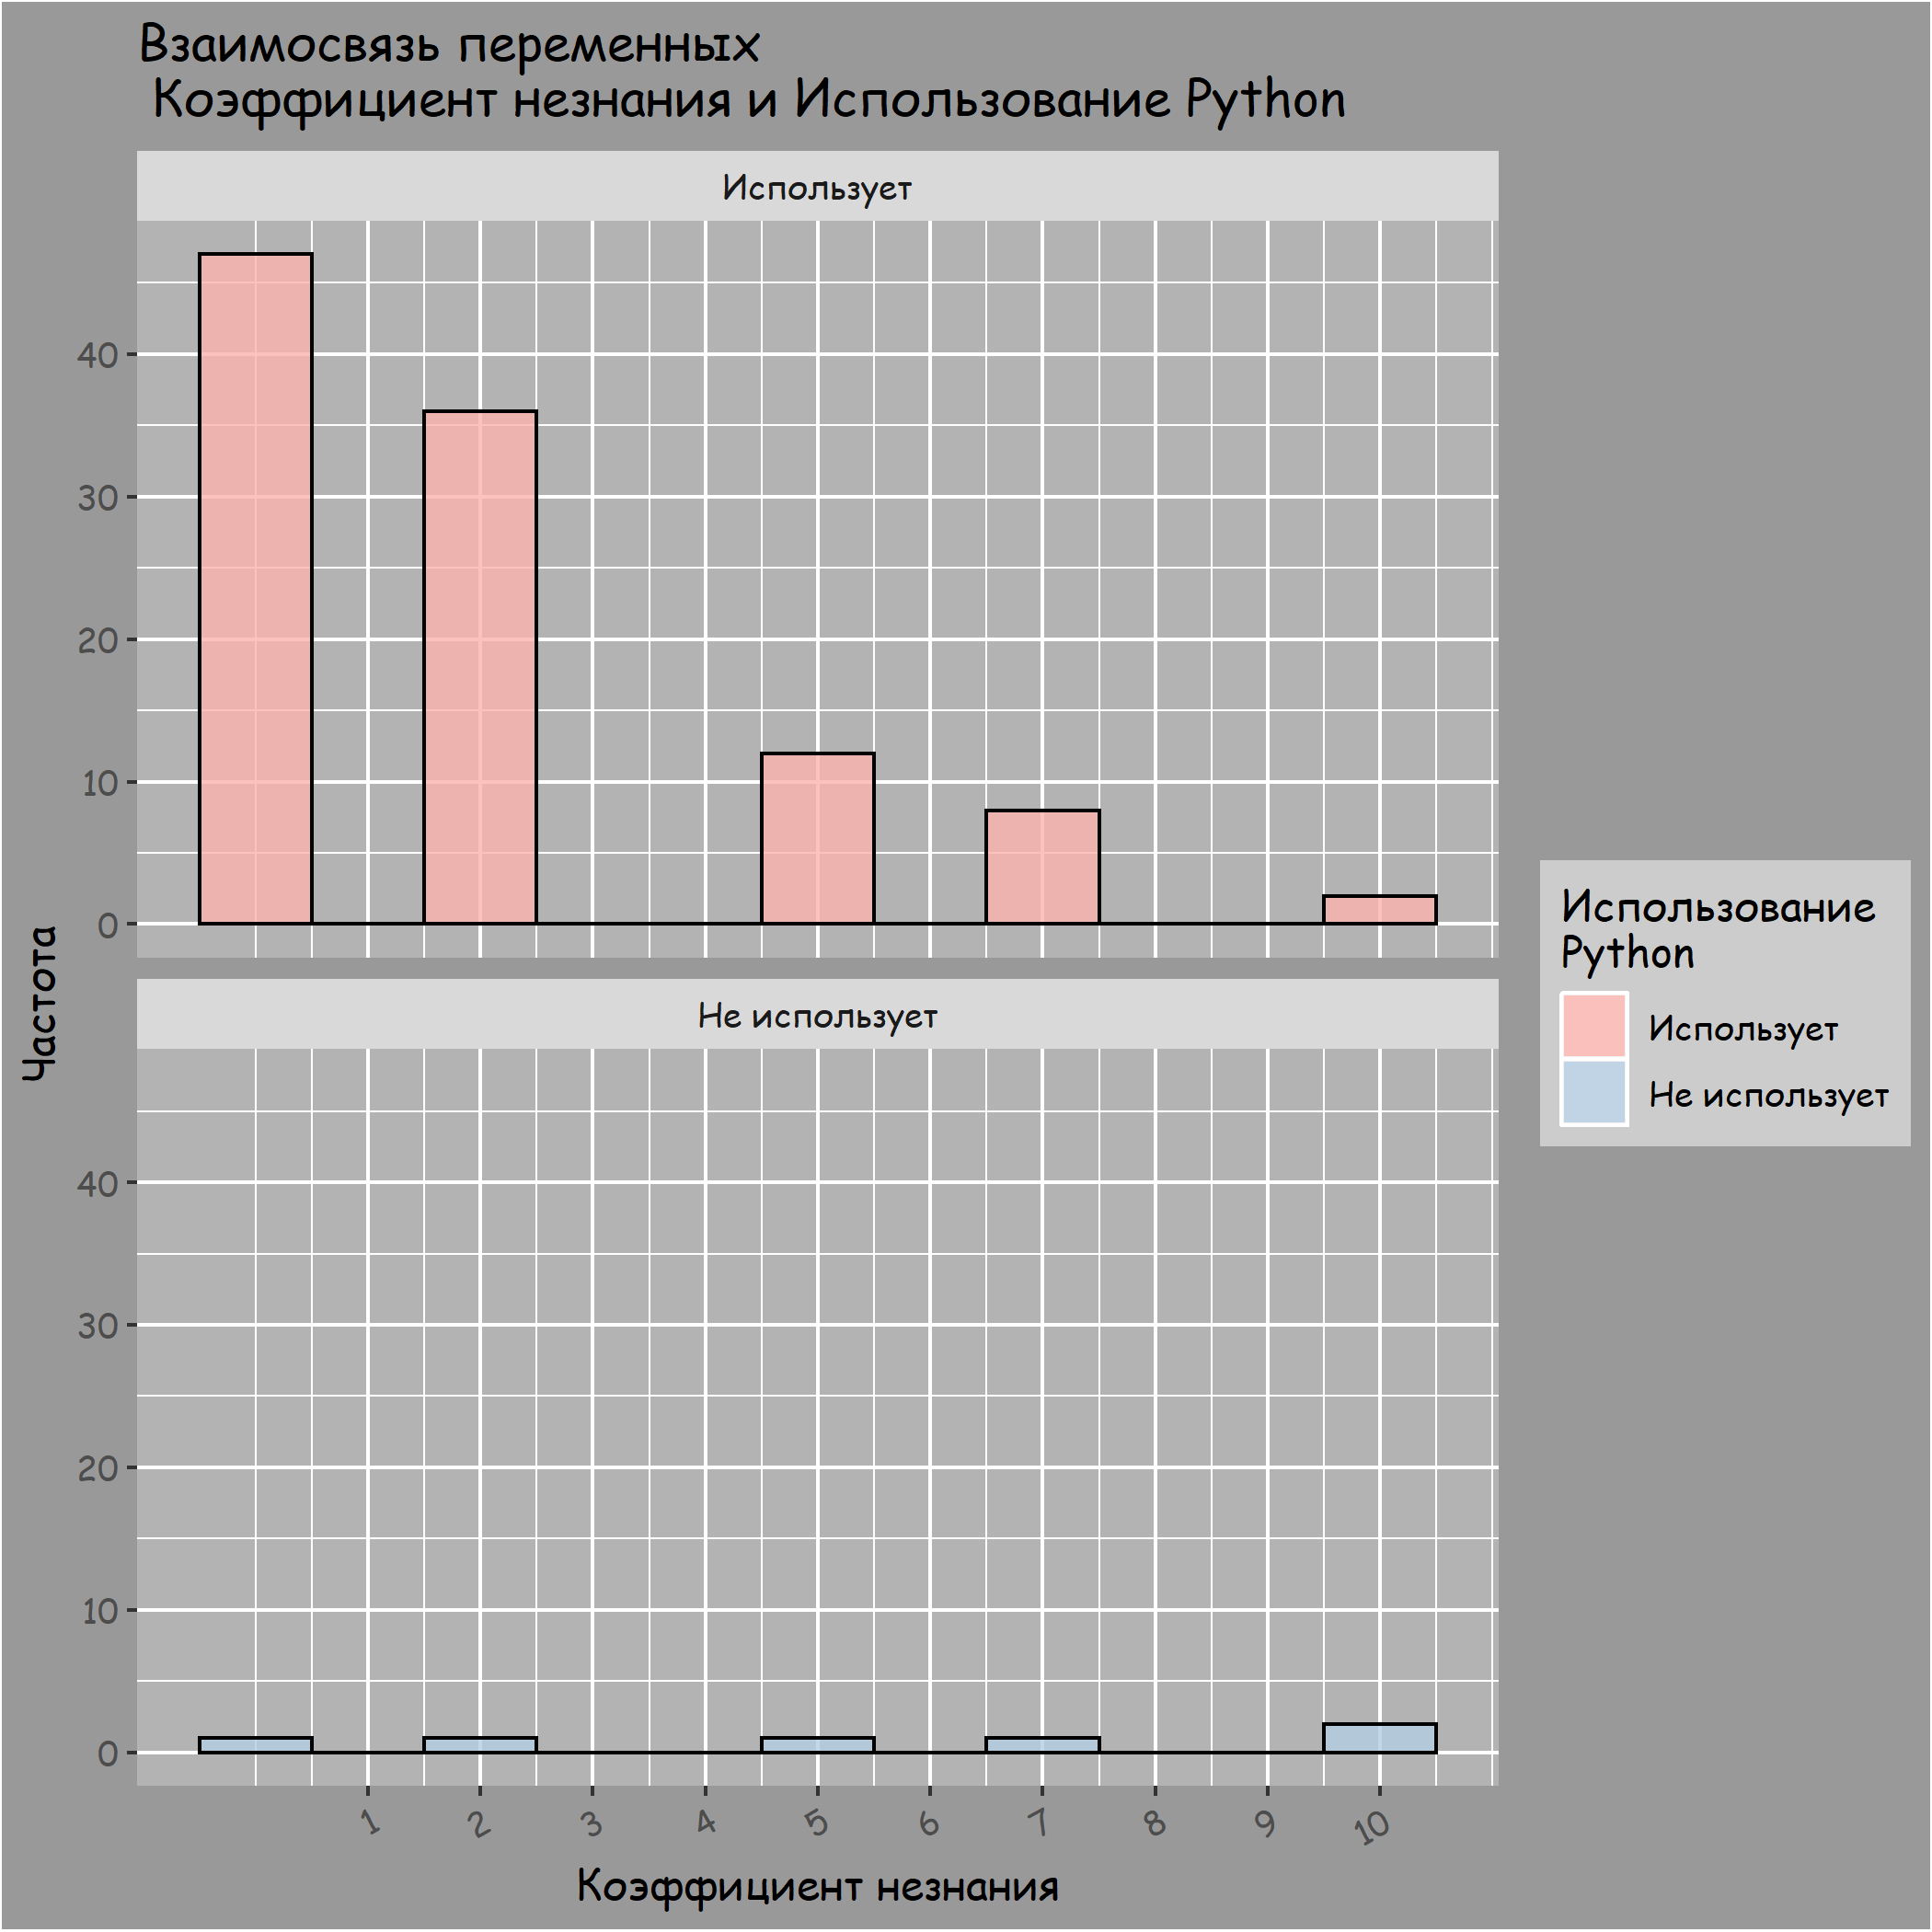 Взаимосвязь переменных
Коэффициент незнания и Использование Python
Использует
40
30
20
10
0
Не использует
40
30
20
10
0
1 2 3 4 5 6 7 8 9 10
Коэффициент незнания
Частота
Использование
Python
Использует
Не использует